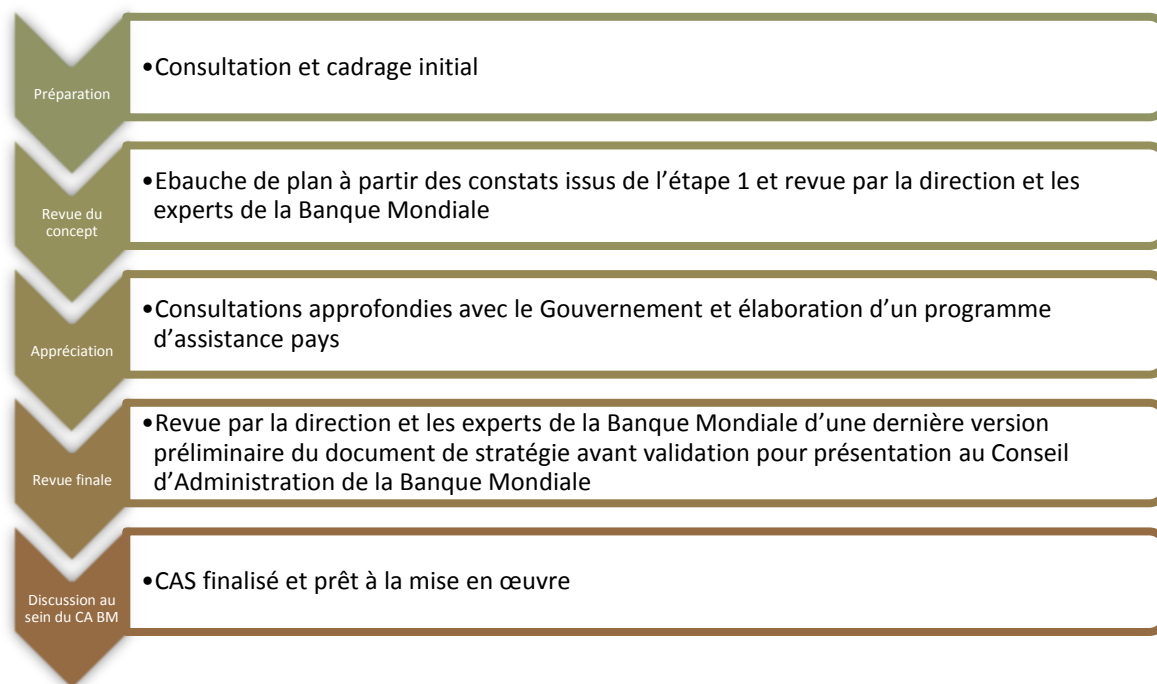 Préparation
•Consultation et cadrage initial
Revue du
concept
•Ebauche de plan à partir des constats issus de l’étape 1 et revue par la direction et les
experts de la Banque Mondiale
Appréciation
•Consultations approfondies avec le Gouvernement et élaboration d’un programme
d’assistance pays
Revue finale
•Revue par la direction et les experts de la Banque Mondiale d’une dernière version
préliminaire du document de stratégie avant validation pour présentation au Conseil
d’Administration de la Banque Mondiale
Discussion au
sein du CA BM
•CAS finalisé et prêt à la mise en œuvre